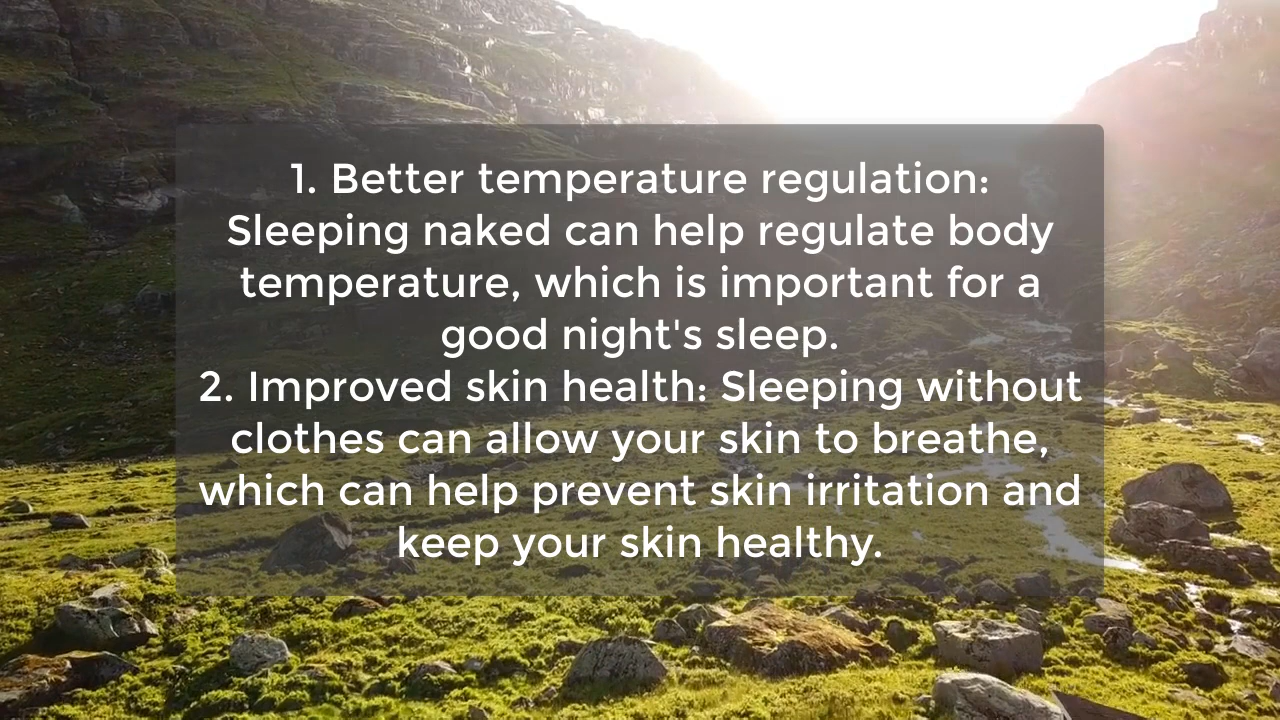 1. Better temperature regulation:
Sleeping naked can help regulate body
temperature, which is important for a
good night's sleep.
2. Improved skin health: Sleeping without
clothes can allow your skin to breathe,
which can help prevent skin irritation and
keep your skin healthy.